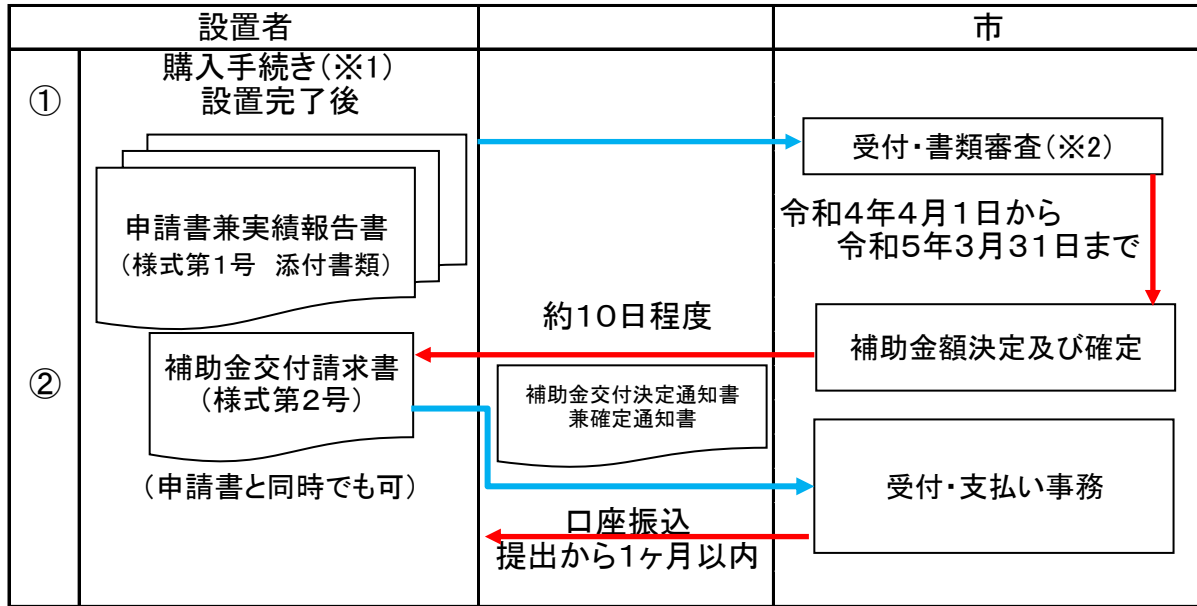 設置者
市
①
購入手続き(※1)
設置完了後
申請書兼実績報告書
(様式第1号 添付書類)
受付・書類審査(※2)
令和4年4月1日から
令和5年3月31日まで
約10日程度
補助金額決定及び確定
②
補助金交付請求書
(様式第2号)
(申請書と同時でも可)
補助金交付決定通知書
兼確定通知書
受付・支払い事務
口座振込
提出から1ヶ月以内